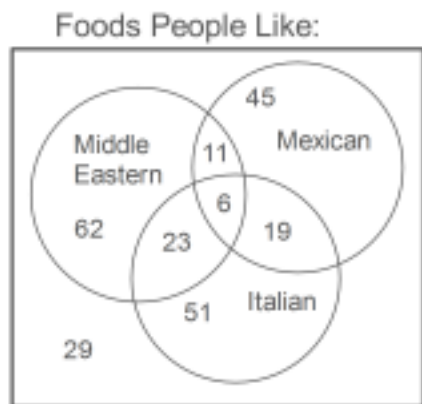 Foods People Like:
45
Middle
Eastern
11
Mexican
6
62
23
19
51
Italian
29